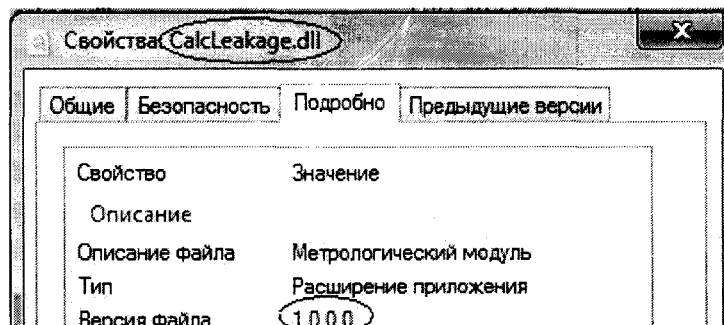 Свойства: CalcLeakage.dll
Общие Безопасность Подробно Предыдущие версии
Свойство Значение
Описание
Описание файла Метрологический модуль
Тип Расширение приложения
Версия файла 1.0.0.0